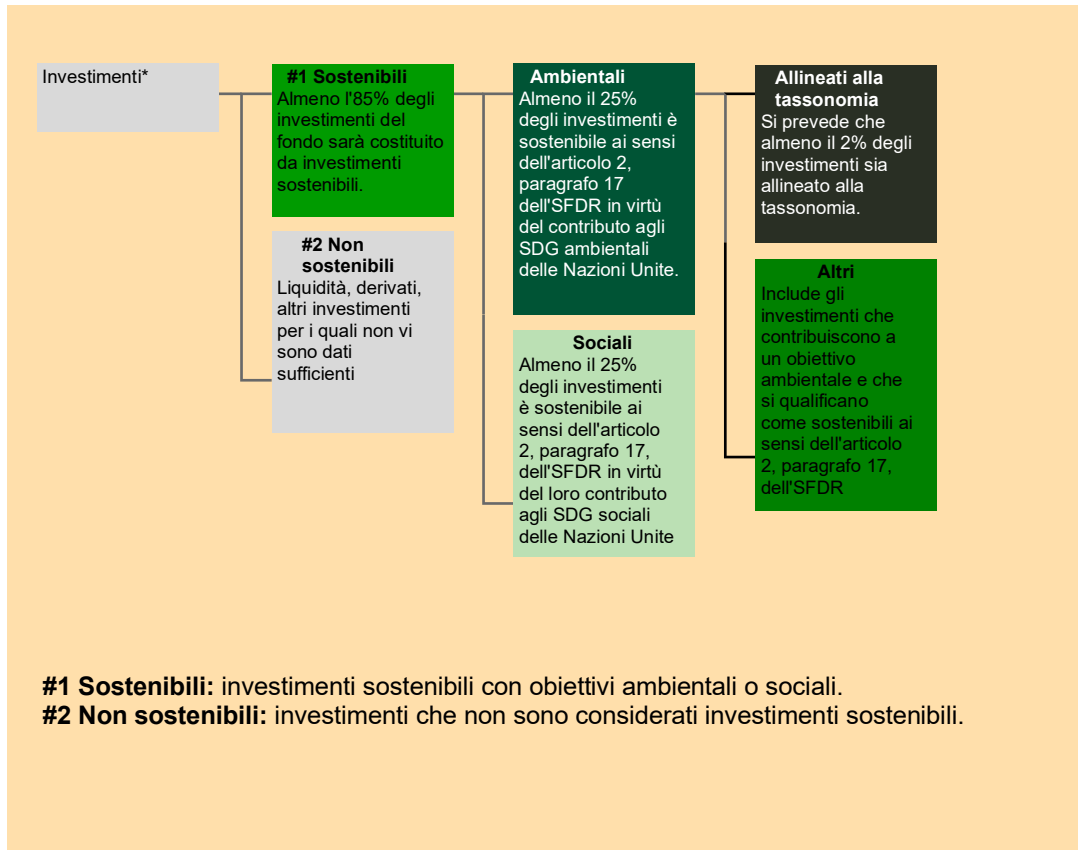 Investimenti*
#1 Sostenibili
Almeno l'85% degli
investimenti del
fondo sarà costituito
da investimenti
sostenibili.
#2 Non
sostenibili
Liquidità, derivati,
altri investimenti
per i quali non vi
sono dati
sufficienti
Ambientali
Almeno il 25%
degli investimenti è
sostenibile ai sensi
dell'articolo 2,
paragrafo 17
dell'SFDR in virtù
del contributo agli
SDG ambientali
delle Nazioni Unite.
Sociali
Almeno il 25%
degli investimenti
è sostenibile ai
sensi dell'articolo
2, paragrafo 17,
dell'SFDR in virtù
del loro contributo
agli SDG sociali
delle Nazioni Unite
Allineati alla
tassonomia
Si prevede che
almeno il 2% degli
investimenti sia
allineato alla
tassonomia.
Altri
Include gli
investimenti che
contribuiscono a
un obiettivo
ambientale e che
si qualificano
come sostenibili ai
sensi dell'articolo
2, paragrafo 17,
dell'SFDR
#1 Sostenibili: investimenti sostenibili con obiettivi ambientali o sociali.
#2 Non sostenibili: investimenti che non sono considerati investimenti sostenibili.